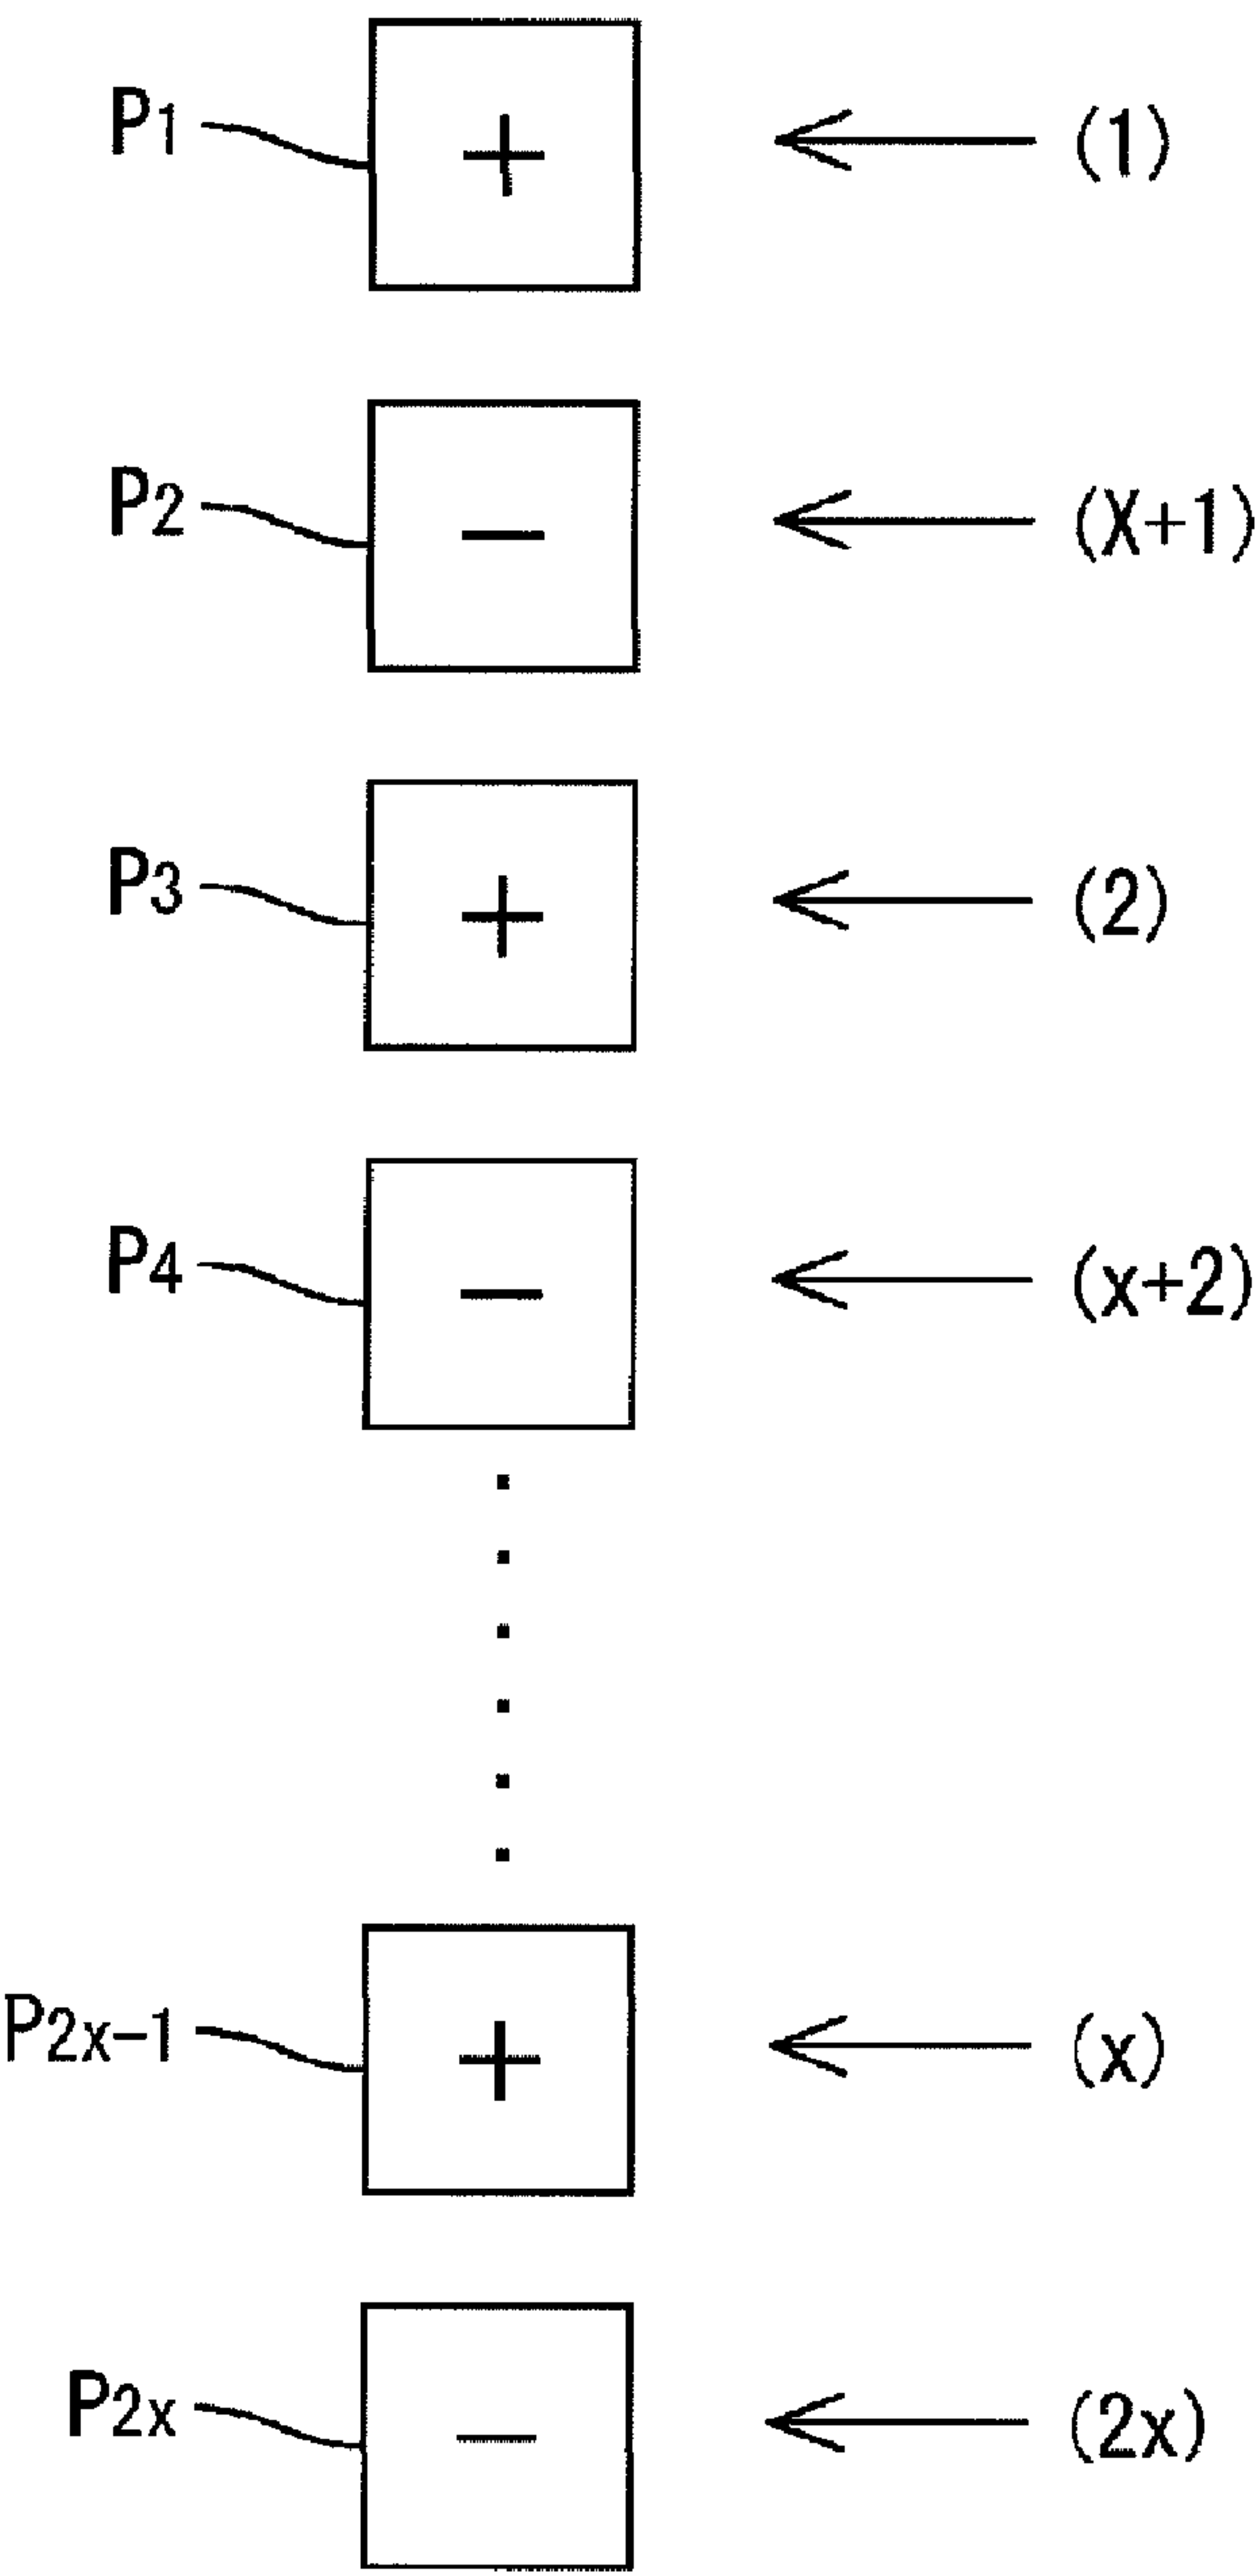 P1 + (1)
P2 − (X+1)
P3 + (2)
P4 − (x+2)
P2x-1 + (x)
P2x − (2x)